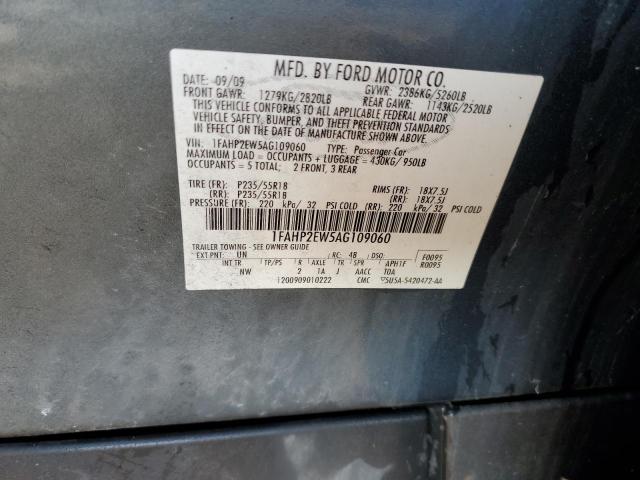 MFD. BY FORD MOTOR CO.
DATE: 09/09 GVWR: 2386KG/5260LB
FRONT GAWR: 1279KG/2820LB REAR GAWR: 1143KG/2520LB
THIS VEHICLE CONFORMS TO ALL APPLICABLE FEDERAL MOTOR
VEHICLE SAFETY, BUMPER, AND THEFT PREVENTION STANDARDS
IN EFFECT ON THE DATE OF MANUFACTURE SHOWN ABOVE.
VIN: 1FAHP2EW5AG109060 TYPE: Passenger Car
MAXIMUM LOAD = OCCUPANTS + LUGGAGE = 430KG/950LB
OCCUPANTS = 5 TOTAL: 2 FRONT, 3 REAR
TIRE: (F): P235/55R18 RIMS (FF): 18X7.5J
(RR): P235/55R18 (RR): 18X7.5J
PRESSURE (FF): 220 kPa/ 32 PSI COLD (RR): 220 kPa/ 32 PSI COLD
1FAHP2EW5AG109060
TRAILER TOWING - SEE OWNER GUIDE
EXT PNT: UN RC: 48 DSO: F0095
INT TR TP/PS R AXLE TR SPR APH1F R0095
NW 2 1A J AACC TOA
1200909010222 CMC 5U5A-5420472-AA